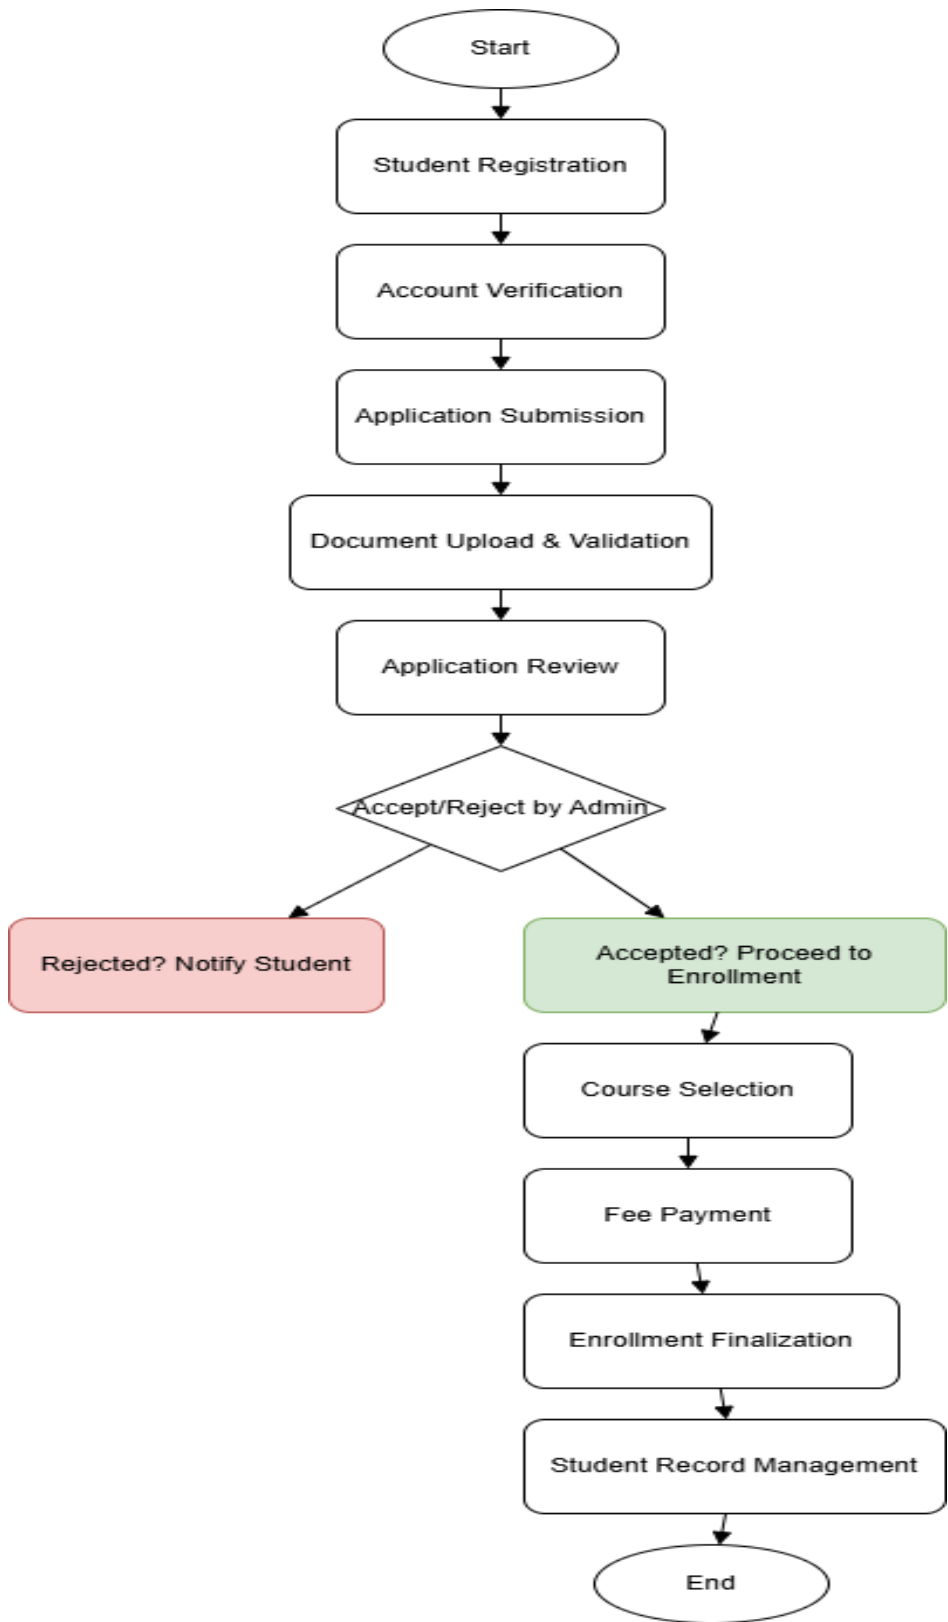 Start
Student Registration
Account Verification
Application Submission
Document Upload & Validation
Application Review
Accept/Reject by Admin
Rejected? Notify Student
Accepted? Proceed to
Enrollment
Course Selection
Fee Payment
Enrollment Finalization
Student Record Management
End